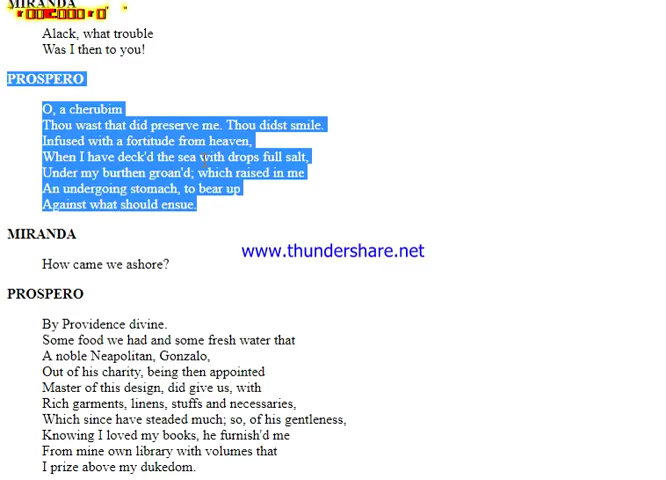 MIRANDA
Alack, what trouble
Was I then to you!
PROSPERO
O, a cherubim
Thou wast that did preserve me. Thou didst smile.
Infused with a fortitude from heaven,
When I have deck'd the sea with drops full salt,
Under my burthen groan'd; which raised in me
An undergoing stomach, to bear up
Against what should ensue.
MIRANDA
www.thundershare.net
How came we ashore?
PROSPERO
By Providence divine.
Some food we had and some fresh water that
A noble Neapolitan, Gonzalo,
Out of his charity, being then appointed
Master of this design, did give us, with
Rich garments, linens, stuffs and necessaries,
Which since have steaded much; so, of his gentleness,
Knowing I loved my books, he furnish'd me
From mine own library with volumes that
I prize above my dukedom.